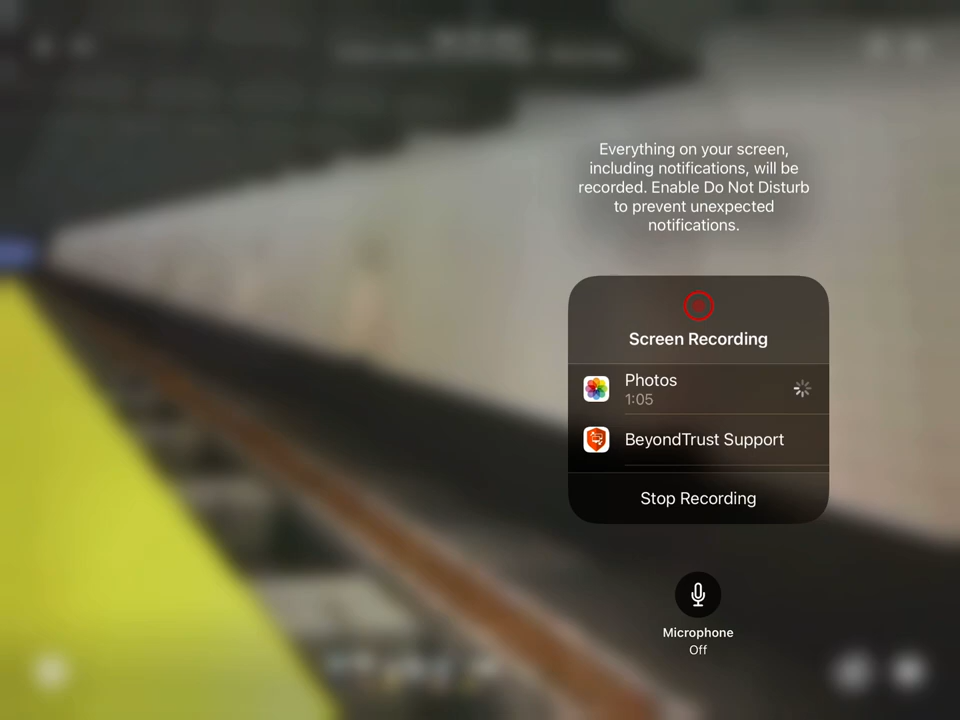 Everything on your screen,
including notifications, will be
recorded. Enable Do Not Disturb
to prevent unexpected
notifications.
Screen Recording
Photos
1:05
BeyondTrust Support
Stop Recording
Microphone
Off